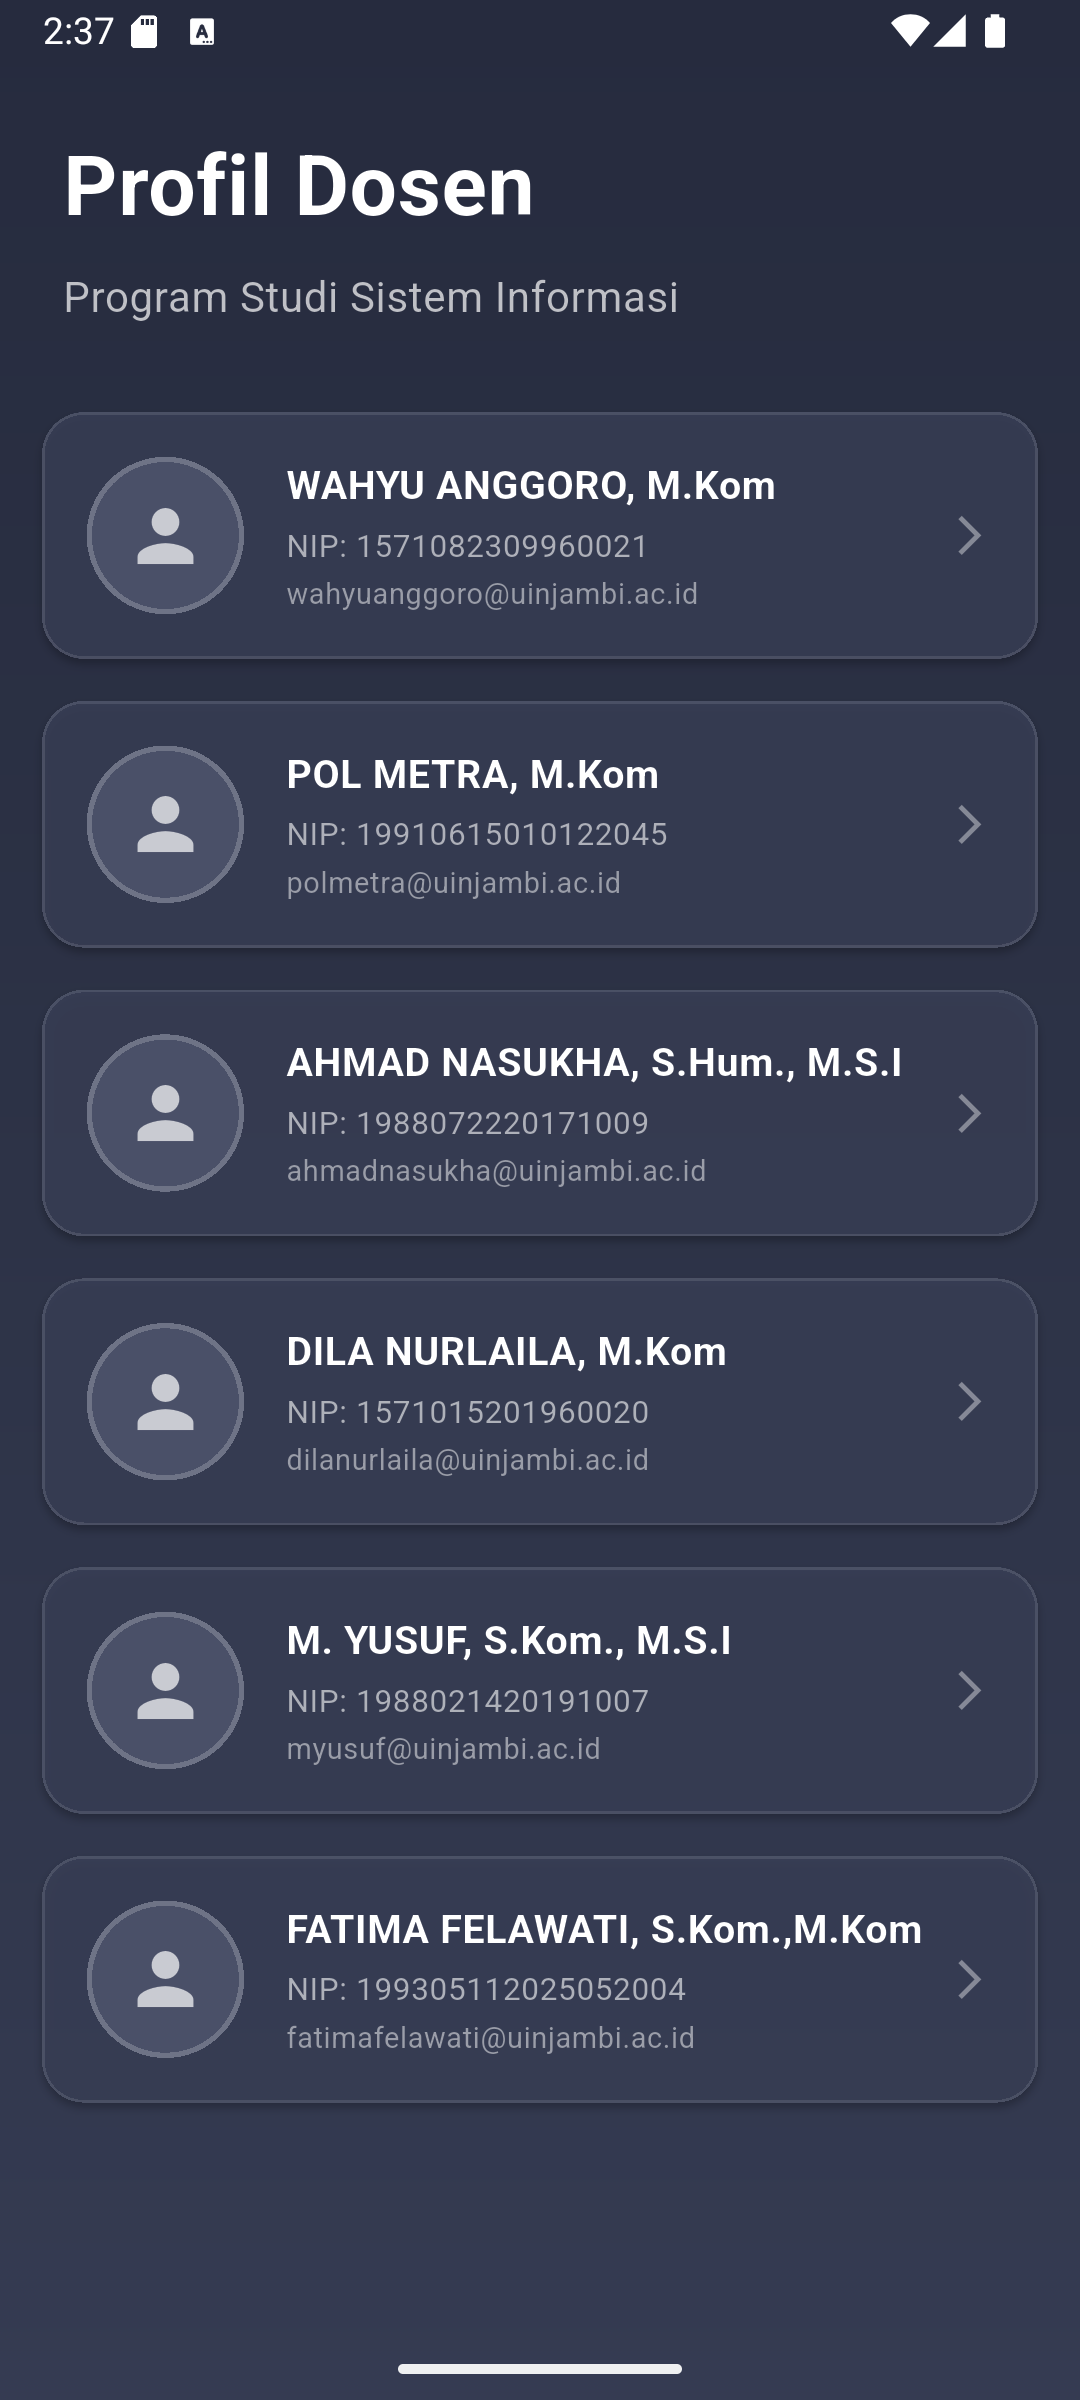 2:37
Profil Dosen
Program Studi Sistem Informasi
WAHYU ANGGORO, M.Kom
NIP: 1571082309960021
wahyuanggoro@uinjambi.ac.id
POL METRA, M.Kom
NIP: 19910615010122045
polmetra@uinjambi.ac.id
AHMAD NASUKHA, S.Hum., M.S.I
NIP: 1988072220171009
ahmadnasukha@uinjambi.ac.id
DILA NURLAILA, M.Kom
NIP: 1571015201960020
dilanurlaila@uinjambi.ac.id
M. YUSUF, S.Kom., M.S.I
NIP: 1988021420191007
myusuf@uinjambi.ac.id
FATIMA FELAWATI, S.Kom.,M.Kom
NIP: 199305112025052004
fatimafelawati@uinjambi.ac.id